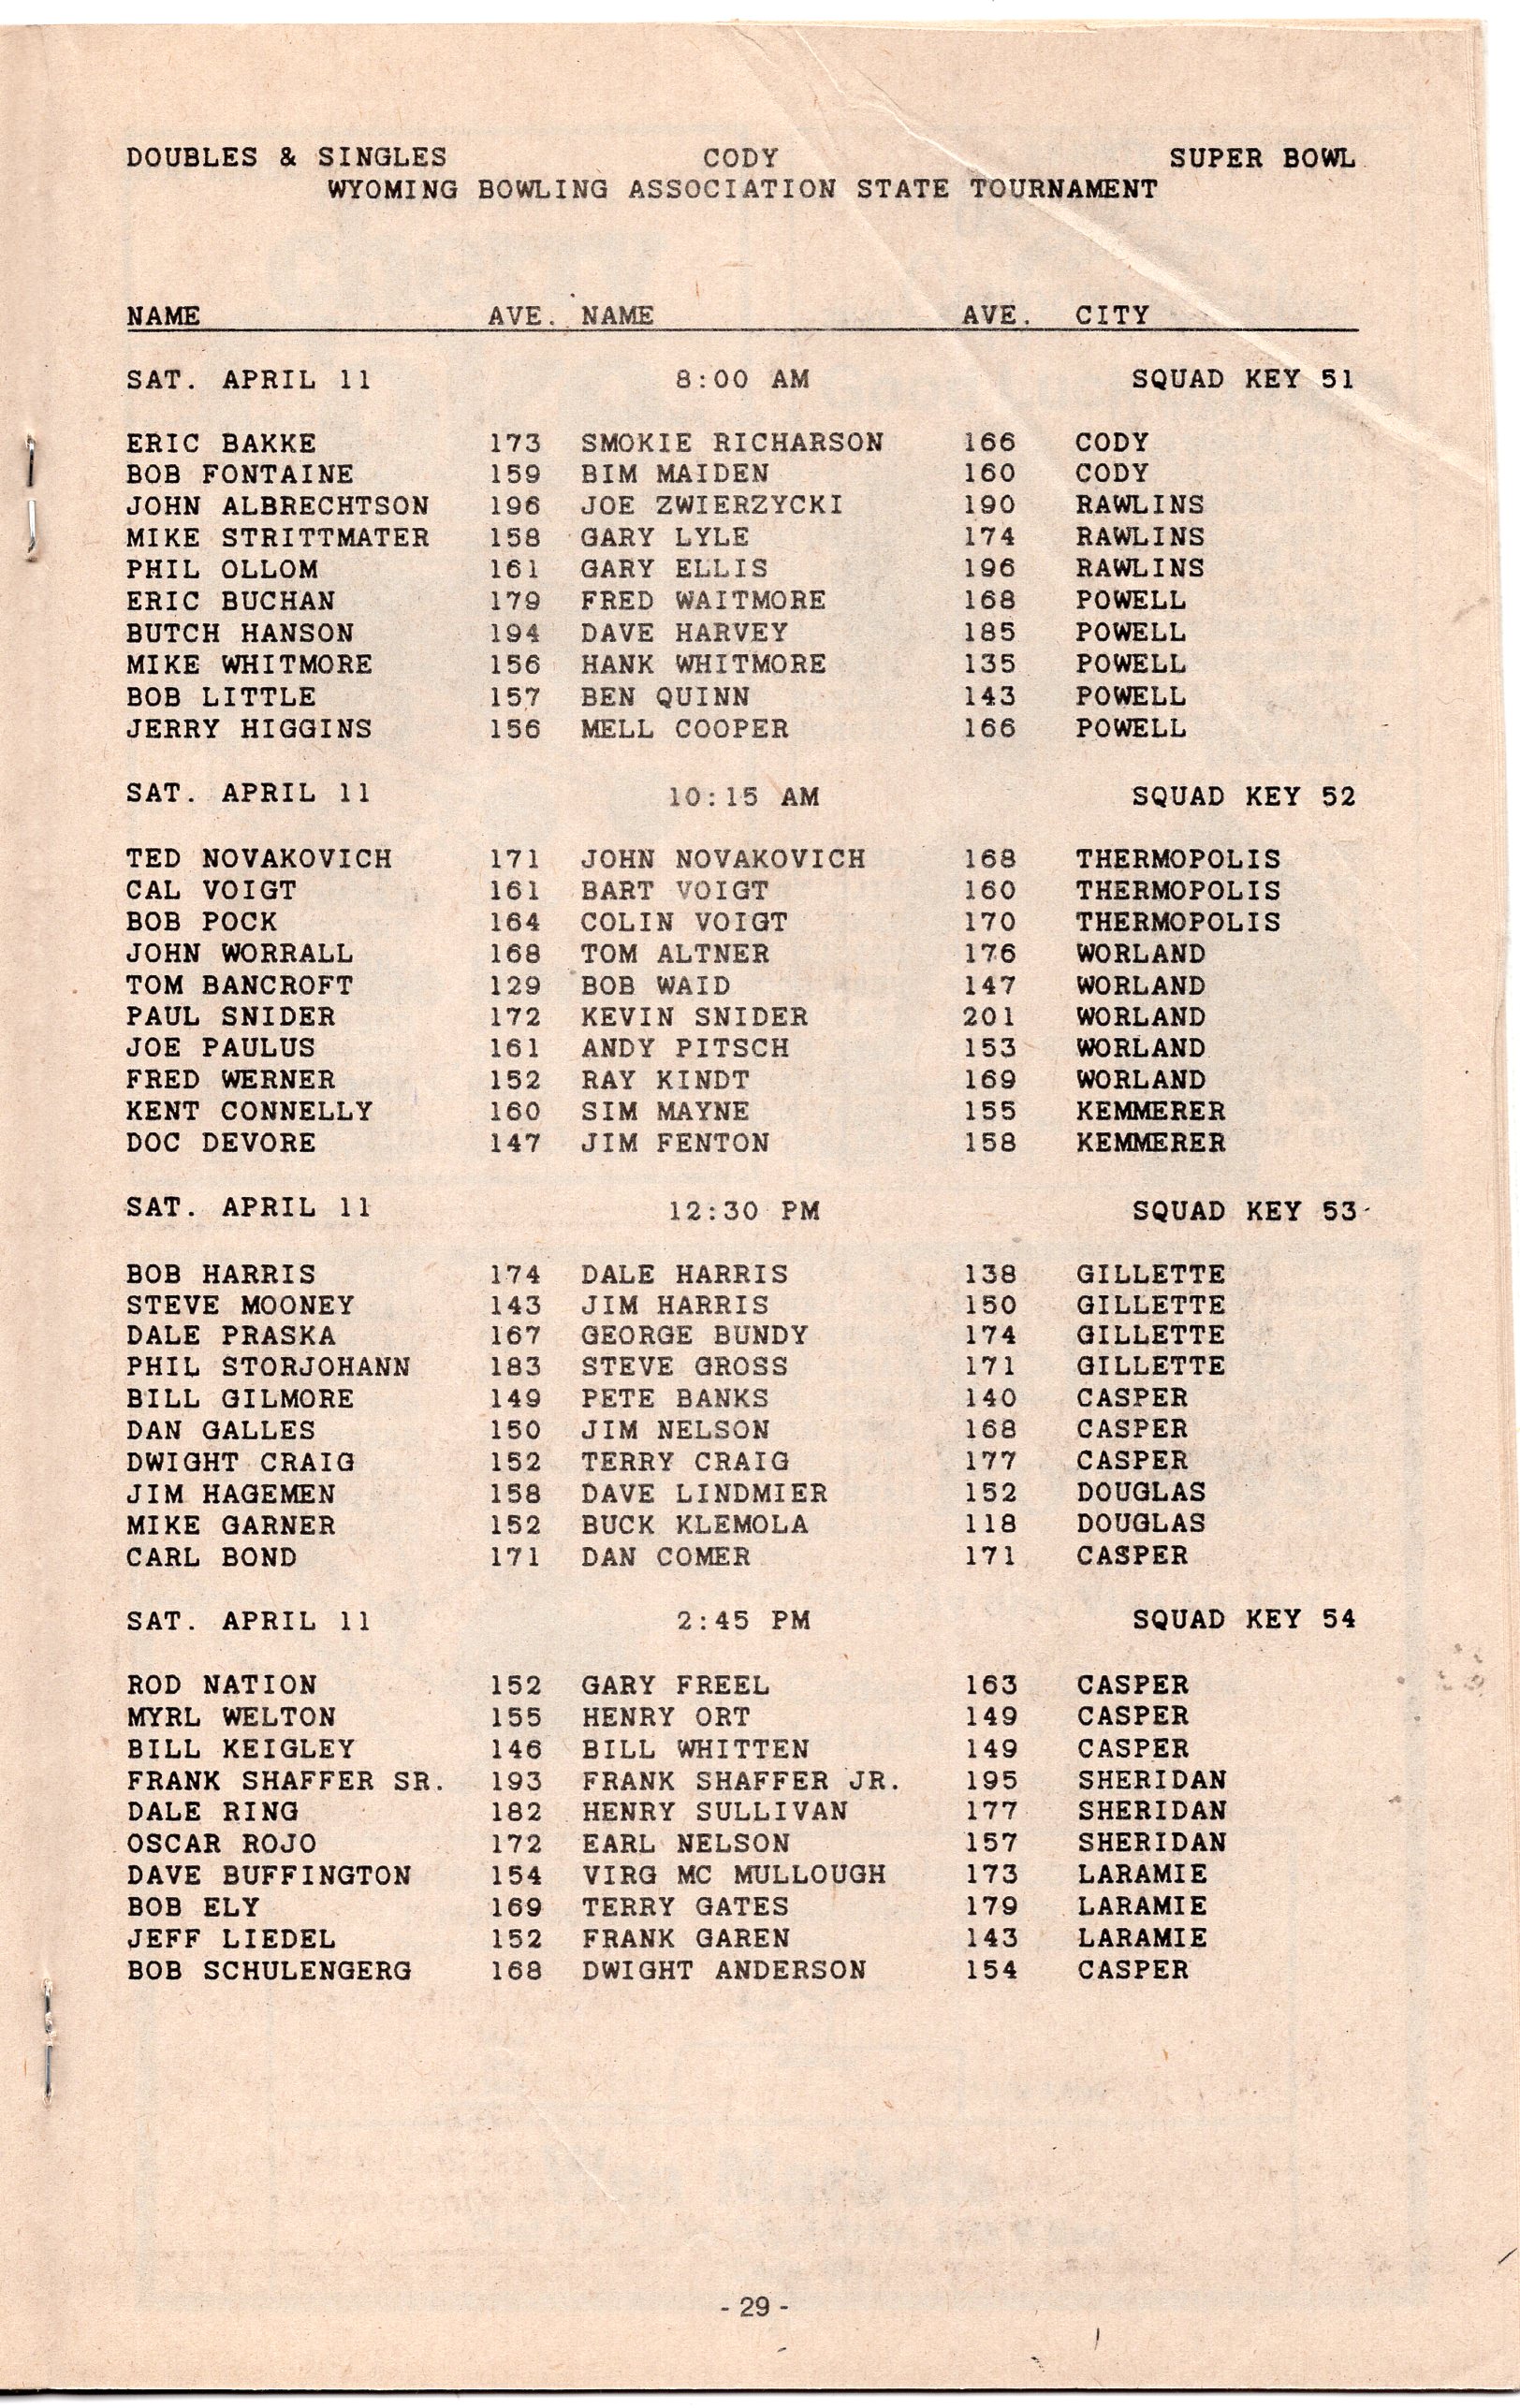 DOUBLES & SINGLES CODY SUPER BOWL
WYOMING BOWLING ASSOCIATION STATE TOURNAMENT
NAME AVE. NAME AVE. CITY
SAT. APRIL 11 8:00 AM SQUAD KEY 51
ERIC BAKKE 173 SMOKIE RICHARSON 166 CODY
BOB FONTAINE 159 BIM MAIDEN 160 CODY
JOHN ALBRECHTSON 196 JOE ZWIERZYCKI 190 RAWLINS
MIKE STRITTMATER 158 GARY LYLE 174 RAWLINS
PHIL OLLOM 161 GARY ELLIS 196 RAWLINS
ERIC BUCHAN 179 FRED WAITMORE 168 POWELL
BUTCH HANSON 194 DAVE HARVEY 185 POWELL
MIKE WHITMORE 156 HANK WHITMORE 135 POWELL
BOB LITTLE 157 BEN QUINN 143 POWELL
JERRY HIGGINS 156 MELL COOPER 166 POWELL
SAT. APRIL 11 10:15 AM SQUAD KEY 52
TED NOVAKOVICH 171 JOHN NOVAKOVICH 168 THERMOPOLIS
CAL VOIGT 161 BART VOIGT 160 THERMOPOLIS
BOB POCK 164 COLIN VOIGT 170 THERMOPOLIS
JOHN WORRALL 168 TOM ALTNER 176 WORLAND
TOM BANCROFT 129 BOB WAID 147 WORLAND
PAUL SNIDER 172 KEVIN SNIDER 201 WORLAND
JOE PAULUS 161 ANDY PITSCH 153 WORLAND
FRED WERNER 152 RAY KINDT 169 WORLAND
KENT CONNELLY 160 SIM MAYNE 155 KEMMERER
DOC DEVORE 147 JIM FENTON 158 KEMMERER
SAT. APRIL 11 12:30 PM SQUAD KEY 53
BOB HARRIS 174 DALE HARRIS 138 GILLETTE
STEVE MOONEY 143 JIM HARRIS 150 GILLETTE
DALE PRASKA 167 GEORGE BUNDY 174 GILLETTE
PHIL STORJOHANN 183 STEVE GROSS 171 GILLETTE
BILL GILMORE 149 PETE BANKS 140 CASPER
DAN GALLES 150 JIM NELSON 168 CASPER
DWIGHT CRAIG 152 TERRY CRAIG 177 CASPER
JIM HAGEMEN 158 DAVE LINDMIER 152 DOUGLAS
MIKE GARNER 152 BUCK KLEMOLA 118 DOUGLAS
CARL BOND 171 DAN COMER 171 CASPER
SAT. APRIL 11 2:45 PM SQUAD KEY 54
ROD NATION 152 GARY FREEL 163 CASPER
MYRL WELTON 155 HENRY ORT 149 CASPER
BILL KEIGLEY 146 BILL WHITTEN 149 CASPER
FRANK SHAFFER SR. 193 FRANK SHAFFER JR. 195 SHERIDAN
DALE RING 182 HENRY SULLIVAN 177 SHERIDAN
OSCAR ROJO 172 EARL NELSON 157 SHERIDAN
DAVE BUFFINGTON 154 VIRG MC MULLOUGH 173 LARAMIE
BOB ELY 169 TERRY GATES 179 LARAMIE
JEFF LIEDEL 152 FRANK GAREN 143 LARAMIE
BOB SCHULENGERG 168 DWIGHT ANDERSON 154 CASPER
- 29 -